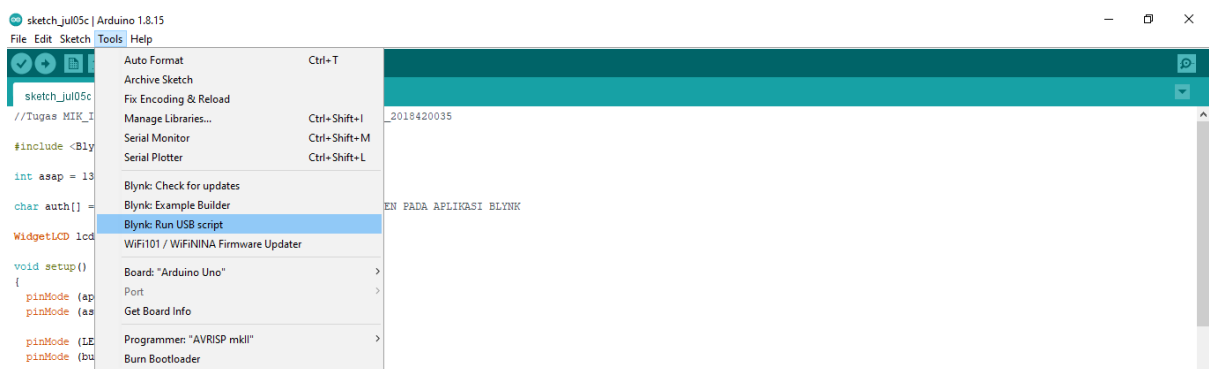 sketch_jul05c | Arduino 1.8.15
File Edit Sketch Tools Help
sketch_jul05c
Auto Format Ctrl+T
Archive Sketch
Fix Encoding & Reload
Manage Libraries... Ctrl+Shift+I
Serial Monitor Ctrl+Shift+M
Serial Plotter Ctrl+Shift+L
Blynk: Check for updates
Blynk: Example Builder
Blynk: Run USB script
WiFi101 / WiFiNINA Firmware Updater
Board: "Arduino Uno"
Port
Get Board Info
Programmer: "AVRISP mkII"
Burn Bootloader
//Tugas MIK_I _2018420035
#include <Bly
int asap = 13
char auth[] = EN PADA APLIKASI BLYNK
WidgetLCD lcd
void setup()
{
pinMode (ap
pinMode (as
pinMode (LE
pinMode (bu